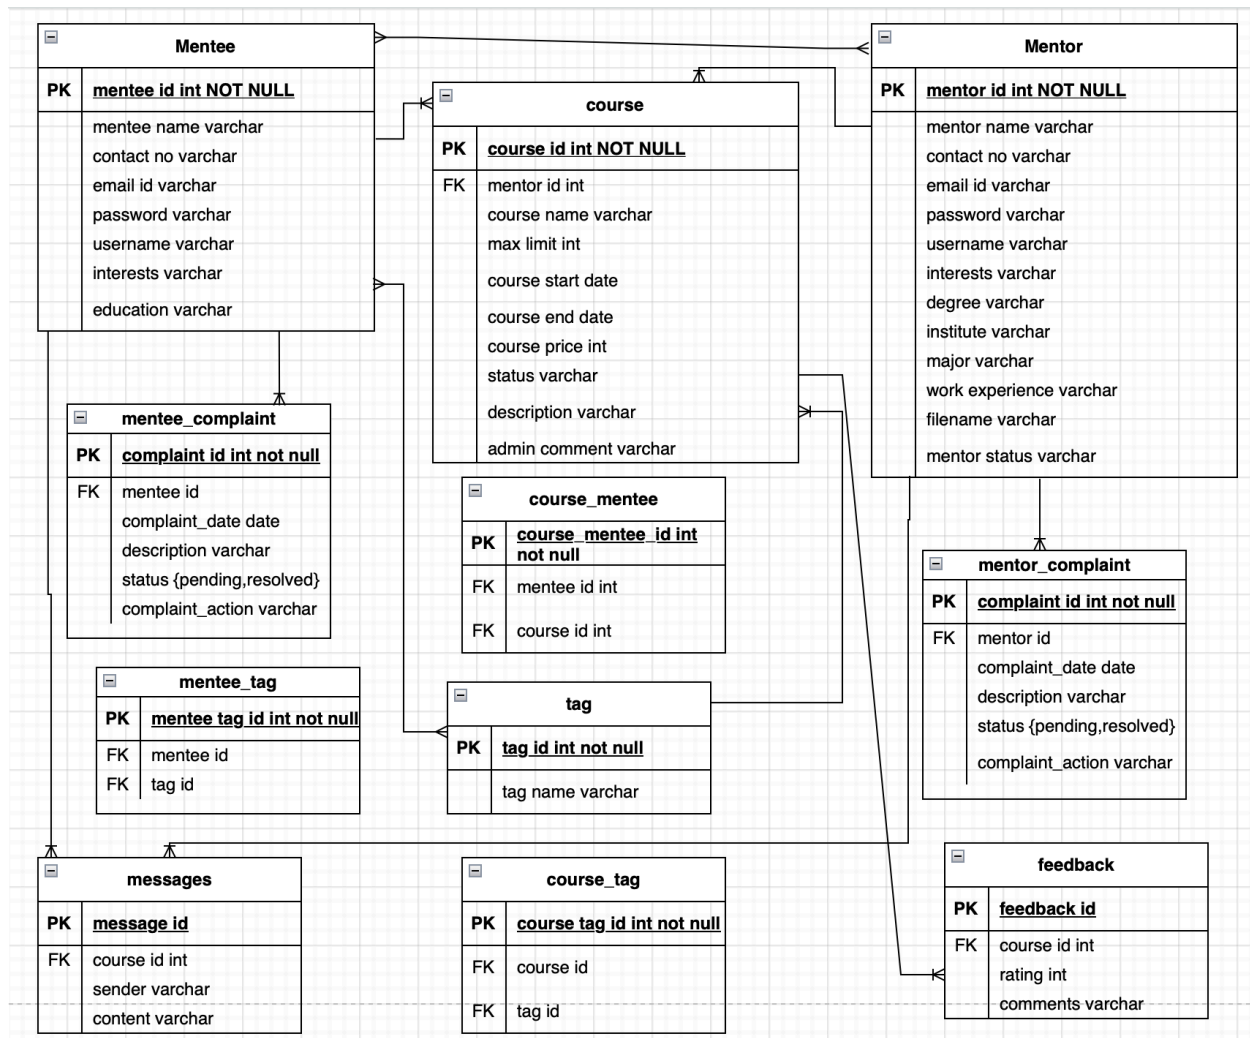 Mentee
PK mentee id int NOT NULL
mentee name varchar
contact no varchar
email id varchar
password varchar
username varchar
interests varchar
education varchar
course
PK course id int NOT NULL
FK mentor id int
course name varchar
max limit int
course start date
course end date
course price int
status varchar
description varchar
admin comment varchar
Mentor
PK mentor id int NOT NULL
mentor name varchar
contact no varchar
email id varchar
password varchar
username varchar
interests varchar
degree varchar
institute varchar
major varchar
work experience varchar
filename varchar
mentor status varchar
mentee_complaint
PK complaint id int not null
FK mentee id
complaint_date date
description varchar
status {pending,resolved}
complaint_action varchar
course_mentee
PK course_mentee_id int
not null
FK mentee id int
FK course id int
mentor_complaint
PK complaint id int not null
FK mentor id
complaint_date date
description varchar
status {pending,resolved}
complaint_action varchar
mentee_tag
PK mentee tag id int not null
FK mentee id
FK tag id
tag
PK tag id int not null
tag name varchar
messages
PK message id
FK course id int
sender varchar
content varchar
course_tag
PK course tag id int not null
FK course id
FK tag id
feedback
PK feedback id
FK course id int
rating int
comments varchar